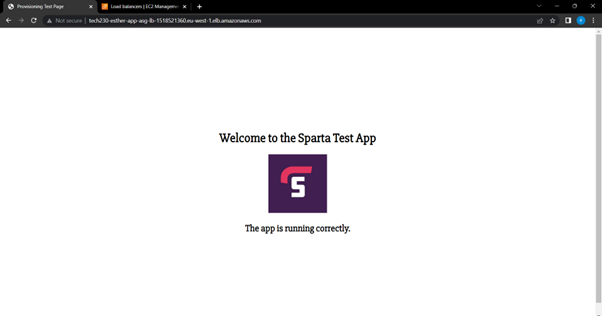 Provisioning Test Page
Load balancers | EC2 Manageme
Not secure | tech230-esther-app-asg-lb-1518521360.eu-west-1.elb.amazonaws.com
Welcome to the Sparta Test App
S
The app is running correctly.